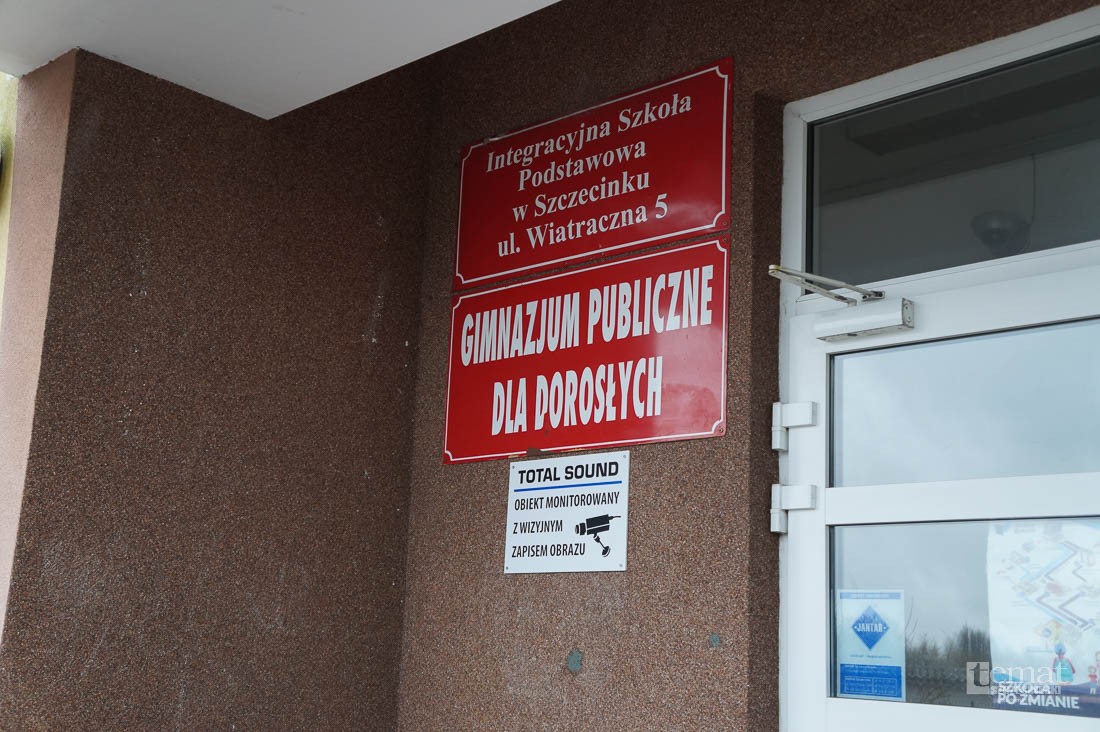 Integracyjna Szkoła
Podstawowa
w Szczecinku
ul. Wiatraczna 5
GIMNAZJUM PUBLICZNE
DLA DOROSŁYCH
TOTAL SOUND
OBIEKT MONITOROWANY
Z WIZYJNYM
ZAPISEM OBRAZU
JANTAR
temat
SZKOŁA
PO ZMIANIE